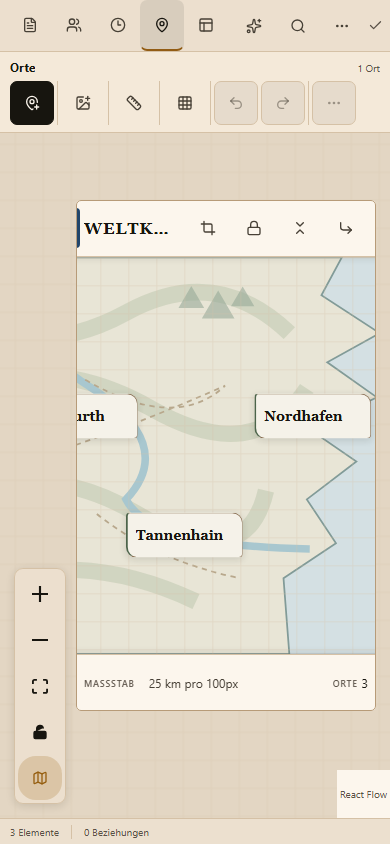 Orte
1 Ort
WELTK...
urth
Nordhafen
Tannenhain
MASSSTAB 25 km pro 100px ORTE 3
React Flow
3 Elemente 0 Beziehungen